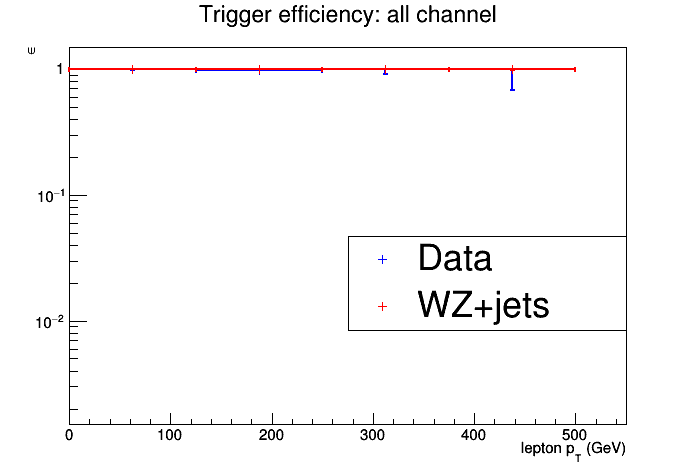 Trigger efficiency: all channel
ϵ
1
10⁻¹
10⁻²
Data
WZ+jets
0 100 200 300 400 500
lepton p_T (GeV)